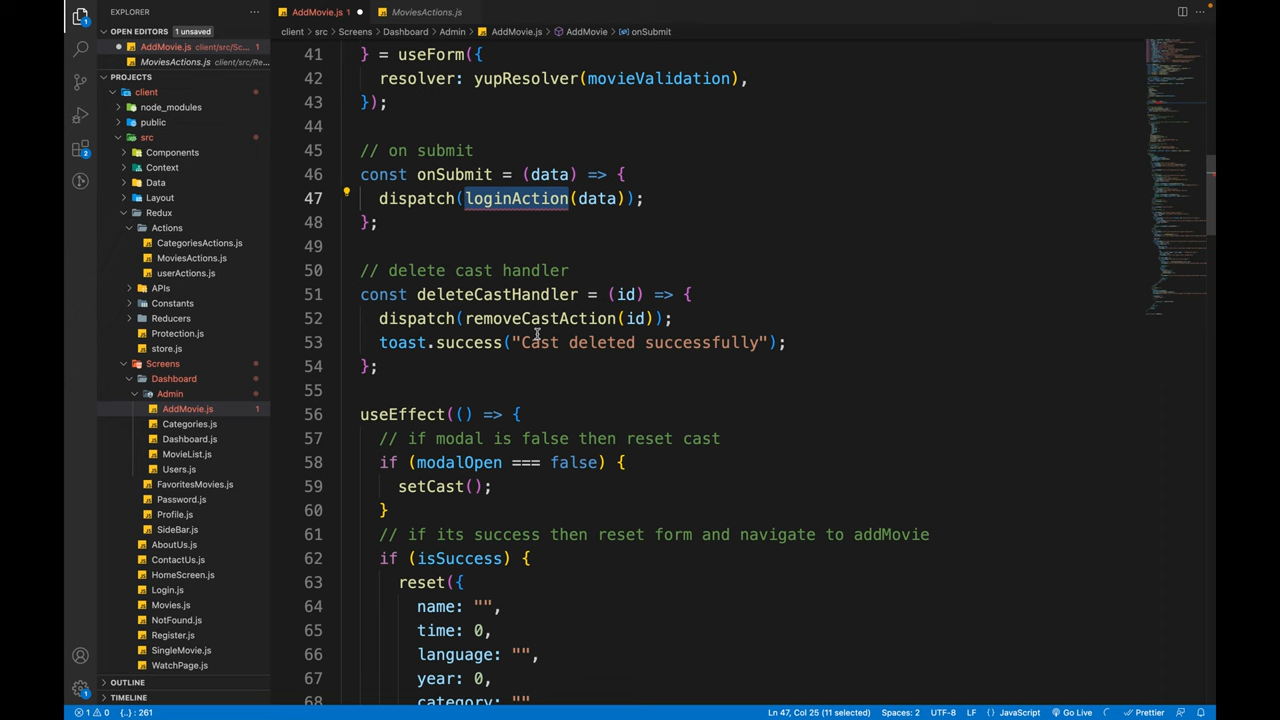 EXPLORER
AddMovie.js 1
MoviesActions.js
OPEN EDITORS 1 unsaved
client > src > Screens > Dashboard > Admin > AddMovie.js > AddMovie > onSubmit
AddMovie.js client/src/Sc... 1
MoviesActions.js client/src/Re...
PROJECTS
client
node_modules
public
src
Components
Context
Data
Layout
Redux
Actions
CategoriesActions.js
MoviesActions.js
userActions.js
APIs
Constants
Reducers
Protection.js
store.js
Screens
Dashboard
Admin
AddMovie.js 1
Categories.js
Dashboard.js
MovieList.js
Users.js
FavoritesMovies.js
Password.js
Profile.js
SideBar.js
AboutUs.js
ContactUs.js
HomeScreen.js
Login.js
Movies.js
NotFound.js
Register.js
SingleMovie.js
WatchPage.js
OUTLINE
TIMELINE
41 } = useForm({
42 resolver: yupResolver(movieValidation),
43 });
44
45 // on submit
46 const onSubmit = (data) => {
47 dispatch(loginAction(data));
48 };
49
50 // delete cast handler
51 const deleteCastHandler = (id) => {
52 dispatch(removeCastAction(id));
53 toast.success("Cast deleted successfully");
54 };
55
56 useEffect(() => {
57 // if modal is false then reset cast
58 if (modalOpen === false) {
59 setCast();
60 }
61 // if its success then reset form and navigate to addMovie
62 if (isSuccess) {
63 reset({
64 name: "",
65 time: 0,
66 language: "",
67 year: 0,
68 category: ""
1 0 {..} : 261
Ln 47, Col 25 (11 selected) Spaces: 2 UTF-8 LF {} JavaScript Go Live Prettier